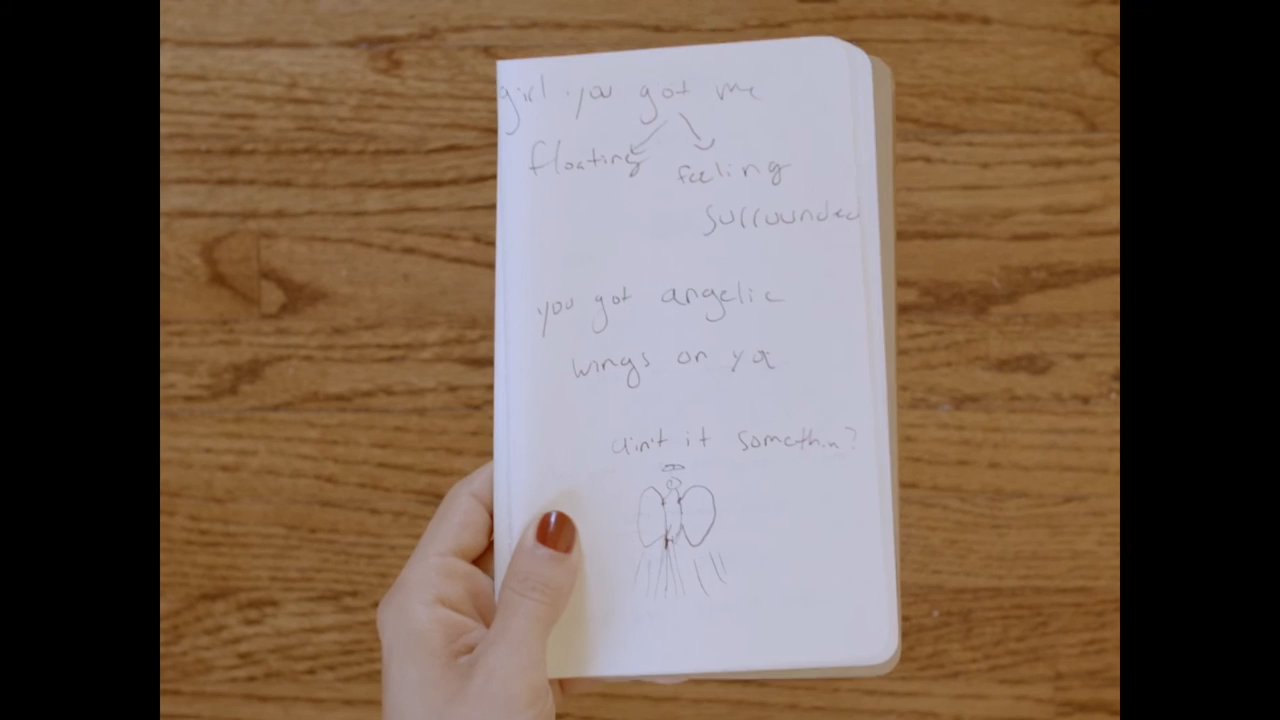 girl you got me
floating feeling
surrounded
you got angelic
wings on ya
ain't it somethin?